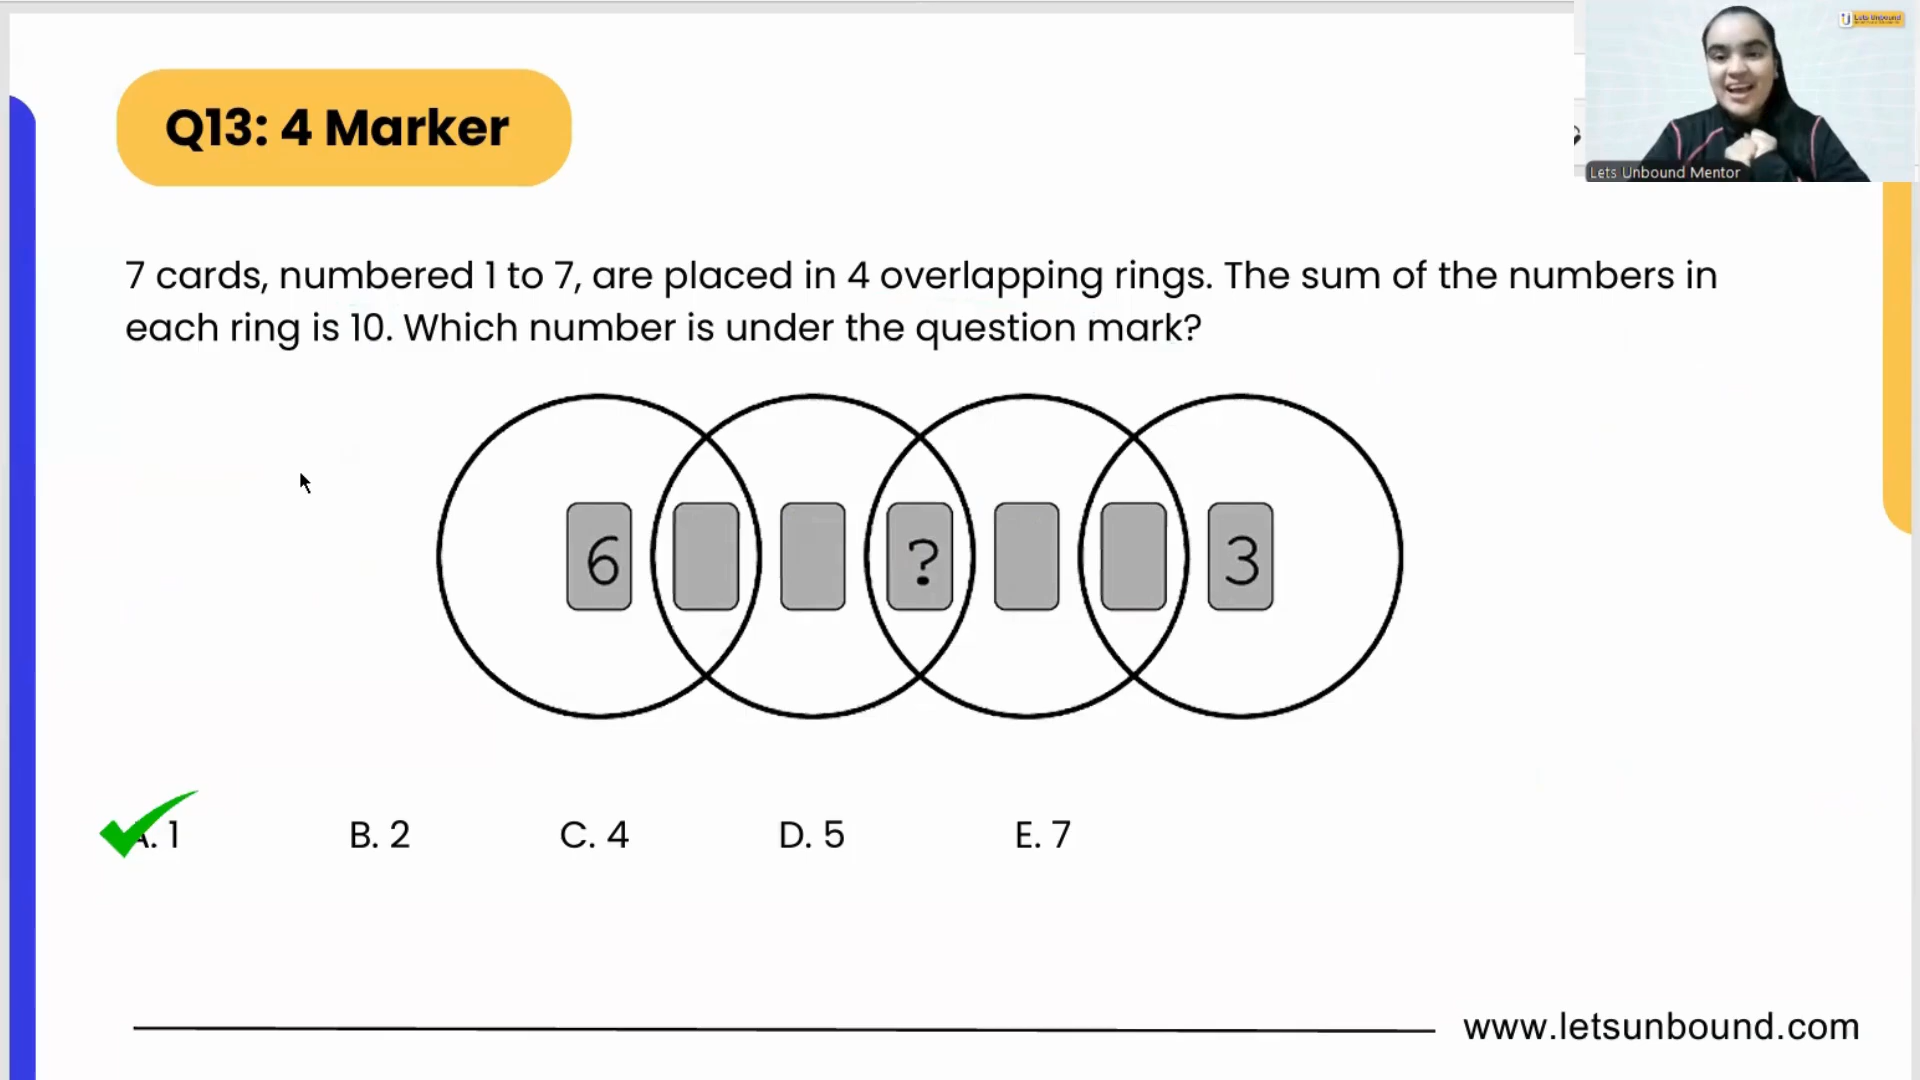 Q13: 4 Marker
Lets Unbound
Lets Unbound Mentor
7 cards, numbered 1 to 7, are placed in 4 overlapping rings. The sum of the numbers in
each ring is 10. Which number is under the question mark?
6 ? 3
A. 1 B. 2 C. 4 D. 5 E. 7
www.letsunbound.com